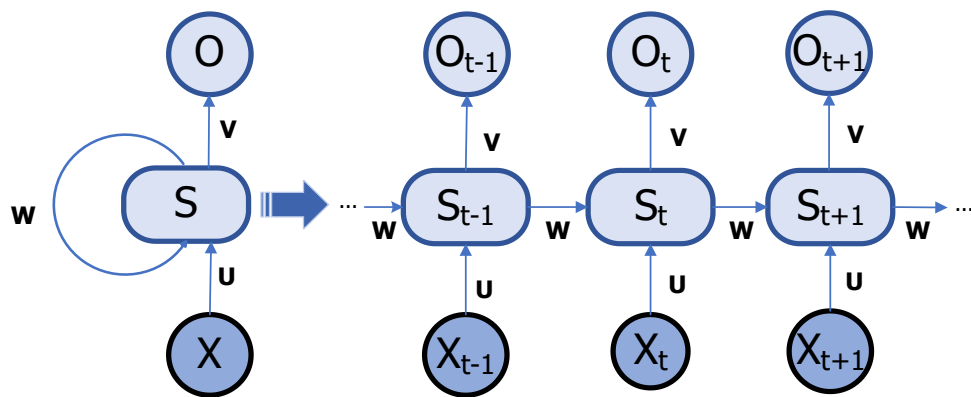 O O_{t-1} O_t O_{t+1}
V V V V
W S ... S_{t-1} S_t S_{t+1} ...
W W W W
U U U U
X X_{t-1} X_t X_{t+1}